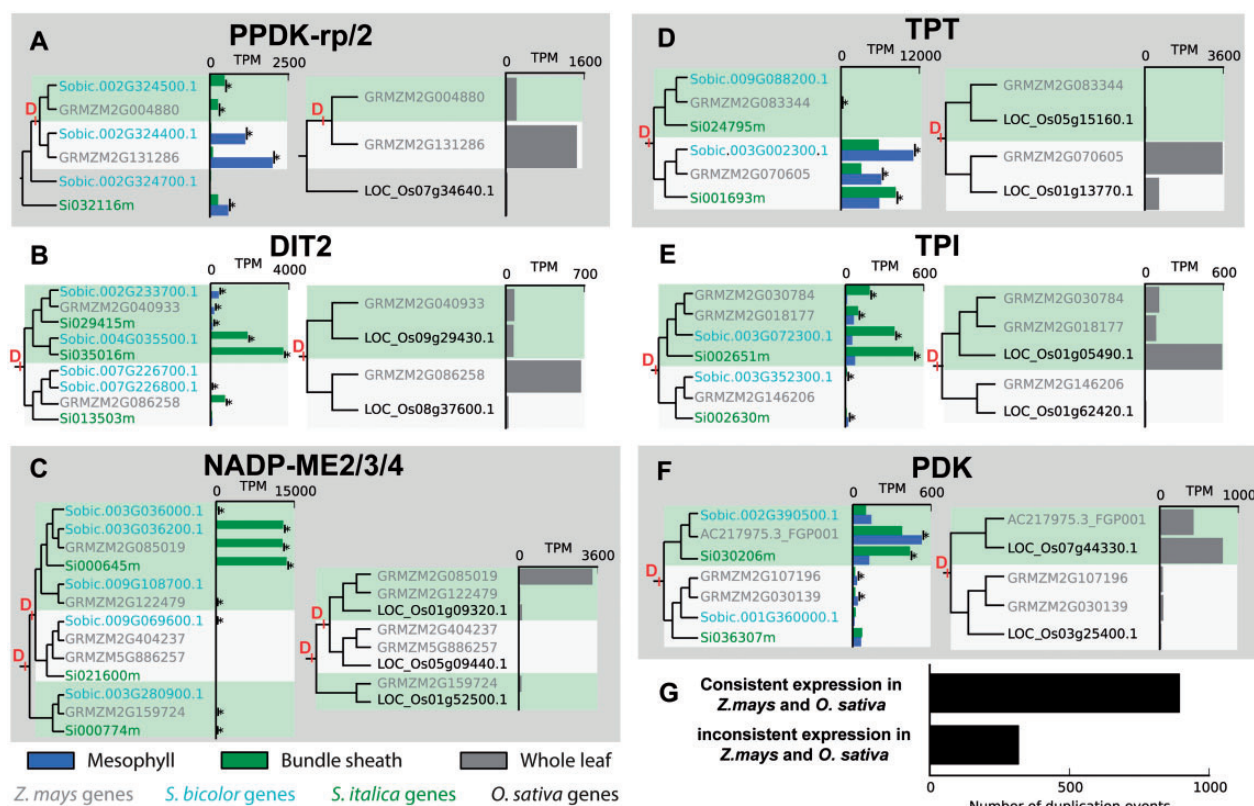 A
PPDK-rp/2
TPM
0 2500
Sobic.002G324500.1
GRMZM2G004880
Sobic.002G324400.1
GRMZM2G131286
Sobic.002G324700.1
Si032116m
D
*
*
*
*
*
TPM
0 1600
GRMZM2G004880
GRMZM2G131286
LOC_Os07g34640.1
D
B
DIT2
TPM
0 4000
Sobic.002G233700.1
GRMZM2G040933
Si029415m
Sobic.004G035500.1
Si035016m
Sobic.007G226700.1
Sobic.007G226800.1
GRMZM2G086258
Si013503m
D
*
*
*
*
*
*
*
TPM
0 700
GRMZM2G040933
LOC_Os09g29430.1
GRMZM2G086258
LOC_Os08g37600.1
D
C
NADP-ME2/3/4
TPM
0 15000
Sobic.003G036000.1
Sobic.003G036200.1
GRMZM2G085019
Si000645m
Sobic.009G108700.1
GRMZM2G122479
Sobic.009G069600.1
GRMZM2G404237
GRMZM5G886257
Si021600m
Sobic.003G280900.1
GRMZM2G159724
Si000774m
D
D
*
*
*
*
*
*
*
*
TPM
0 3600
GRMZM2G085019
GRMZM2G122479
LOC_Os01g09320.1
GRMZM2G404237
GRMZM5G886257
LOC_Os05g09440.1
GRMZM2G159724
LOC_Os01g52500.1
D
D
D
TPT
TPM
0 12000
Sobic.009G088200.1
GRMZM2G083344
Si024795m
Sobic.003G002300.1
GRMZM2G070605
Si001693m
D
*
*
*
*
TPM
0 3600
GRMZM2G083344
LOC_Os05g15160.1
GRMZM2G070605
LOC_Os01g13770.1
D
E
TPI
TPM
0 600
GRMZM2G030784
GRMZM2G018177
Sobic.003G072300.1
Si002651m
Sobic.003G352300.1
GRMZM2G146206
Si002630m
D
*
*
*
*
*
*
TPM
0 600
GRMZM2G030784
GRMZM2G018177
LOC_Os01g05490.1
GRMZM2G146206
LOC_Os01g62420.1
D
F
PDK
TPM
0 600
Sobic.002G390500.1
AC217975.3_FGP001
Si030206m
GRMZM2G107196
GRMZM2G030139
Sobic.001G360000.1
Si036307m
D
*
*
*
*
TPM
0 1000
AC217975.3_FGP001
LOC_Os07g44330.1
GRMZM2G107196
GRMZM2G030139
LOC_Os03g25400.1
D
G
Consistent expression in
Z.mays and O. sativa
inconsistent expression in
Z.mays and O. sativa
0 500 1000
Number of duplication events
Mesophyll Bundle sheath Whole leaf
Z. mays genes S. bicolor genes S. italica genes O. sativa genes